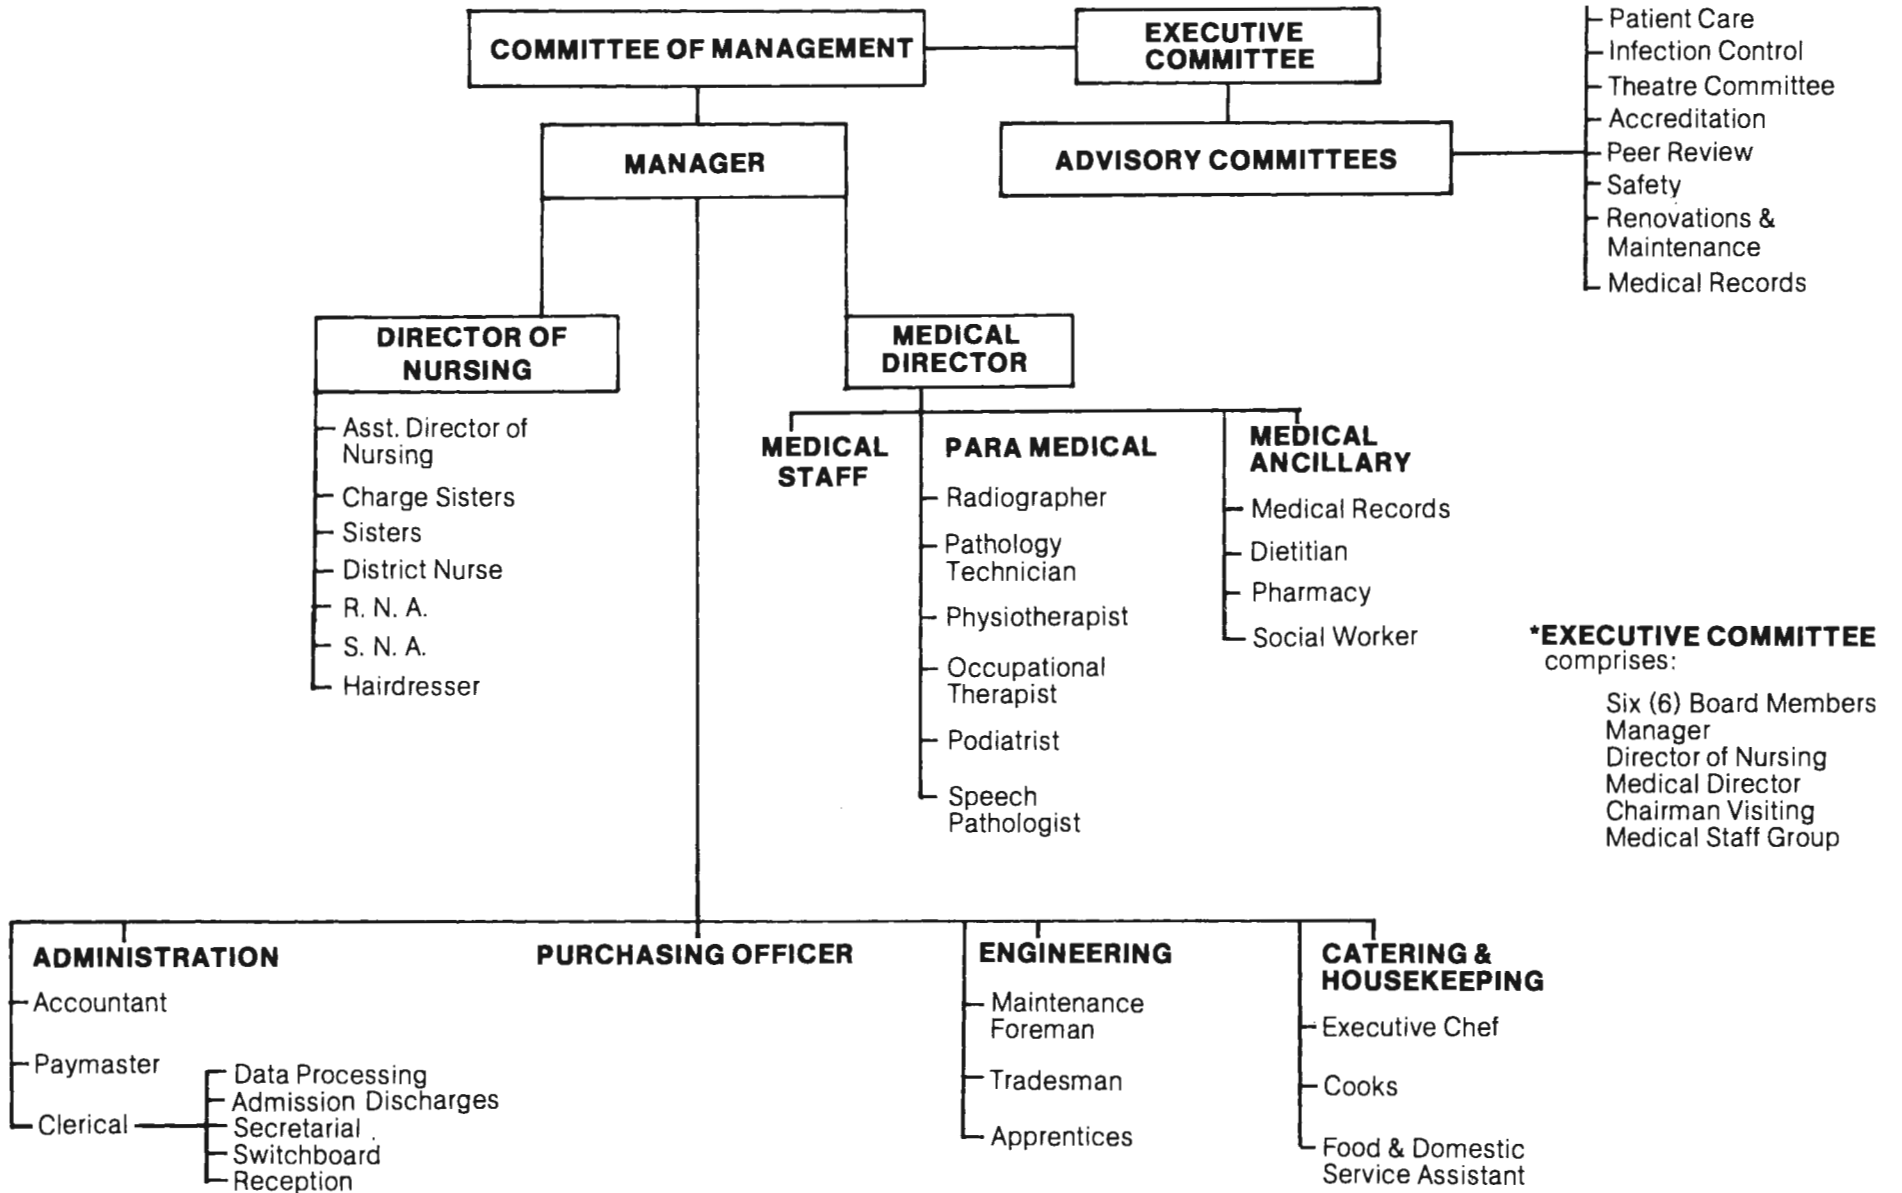 COMMITTEE OF MANAGEMENT
EXECUTIVE
COMMITTEE
MANAGER
ADVISORY COMMITTEES
Patient Care
Infection Control
Theatre Committee
Accreditation
Peer Review
Safety
Renovations &
Maintenance
Medical Records
DIRECTOR OF
NURSING
Asst. Director of
Nursing
Charge Sisters
Sisters
District Nurse
R. N. A.
S. N. A.
Hairdresser
MEDICAL
DIRECTOR
MEDICAL
STAFF
PARA MEDICAL
Radiographer
Pathology
Technician
Physiotherapist
Occupational
Therapist
Podiatrist
Speech
Pathologist
MEDICAL
ANCILLARY
Medical Records
Dietitian
Pharmacy
Social Worker
*EXECUTIVE COMMITTEE
comprises:
Six (6) Board Members
Manager
Director of Nursing
Medical Director
Chairman Visiting
Medical Staff Group
ADMINISTRATION
Accountant
Paymaster
Clerical
Data Processing
Admission Discharges
Secretarial
Switchboard
Reception
PURCHASING OFFICER
ENGINEERING
Maintenance
Foreman
Tradesman
Apprentices
CATERING &
HOUSEKEEPING
Executive Chef
Cooks
Food & Domestic
Service Assistant